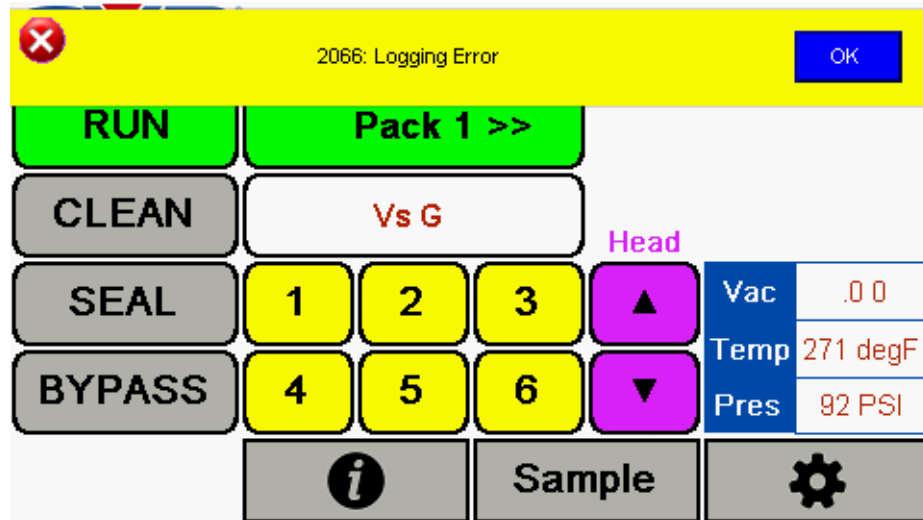 2066: Logging Error
OK
RUN
Pack 1 >>
CLEAN
Vs G
Head
SEAL
1 2 3 ▲
Vac .0 0
Temp 271 degF
BYPASS
4 5 6 ▼
Pres 92 PSI
i
Sample